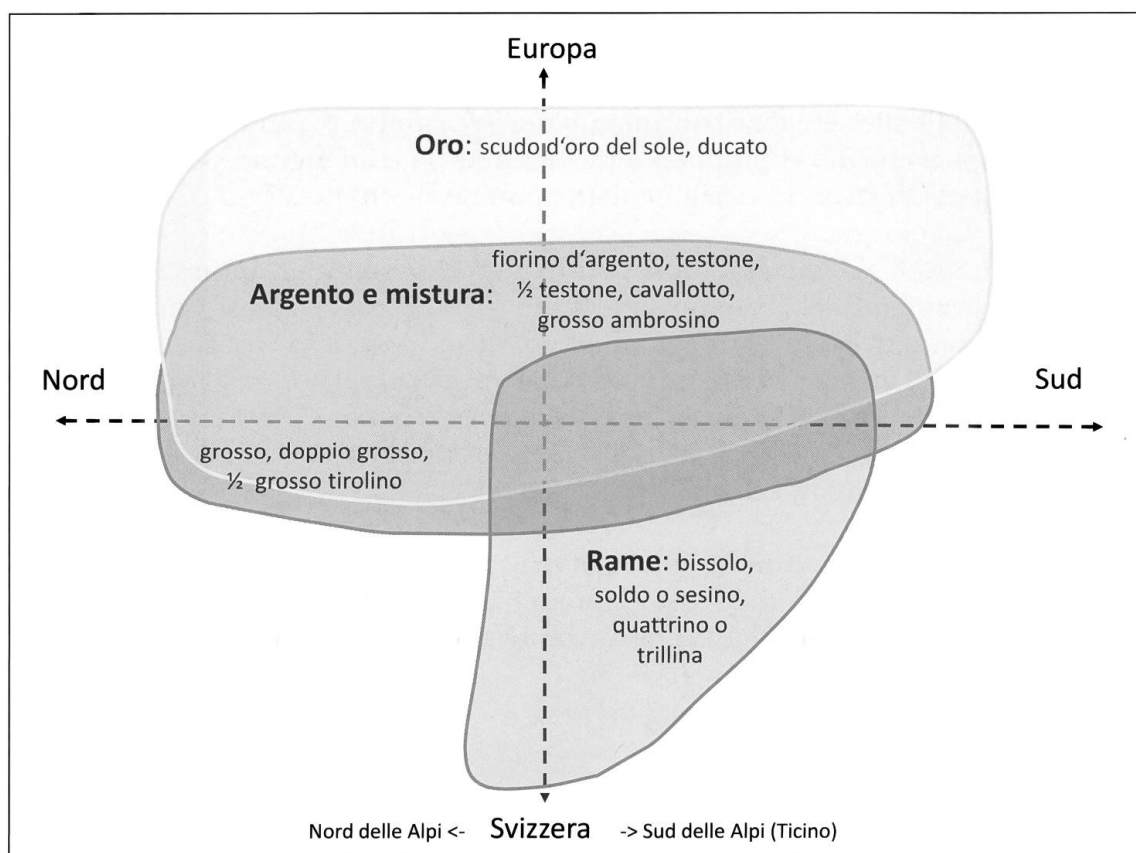 Europa
Oro: scudo d'oro del sole, ducato
fiorino d'argento, testone,
Argento e mistura: ½ testone, cavallotto,
grosso ambrosino
Nord
Sud
grosso, doppio grosso,
½ grosso tirolino
Rame: bissolo,
soldo o sesino,
quattrino o
trillina
Nord delle Alpi <- Svizzera -> Sud delle Alpi (Ticino)